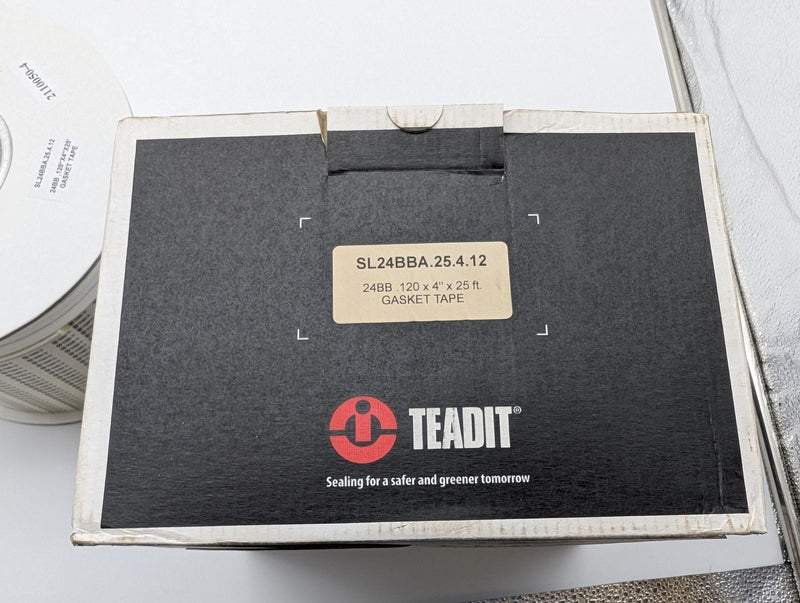 2110050-4
SL24BBA.25.4.12
24BB .120"X4"X25'
GASKET TAPE
SL24BBA.25.4.12
24BB .120 x 4" x 25 ft.
GASKET TAPE
TEADIT®
Sealing for a safer and greener tomorrow